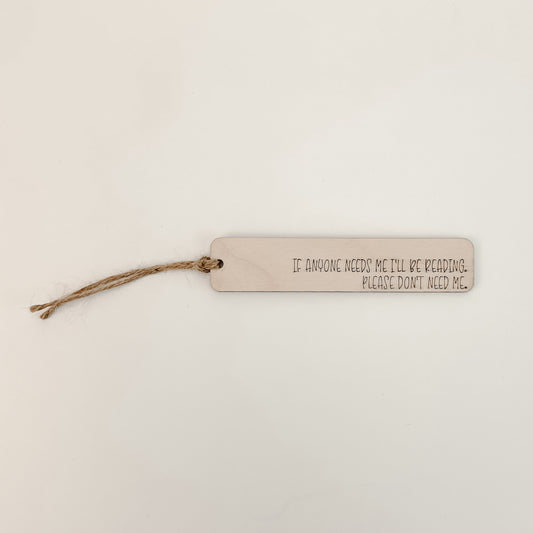 IF ANYONE NEEDS ME I'LL BE READING.
PLEASE DON'T NEED ME.